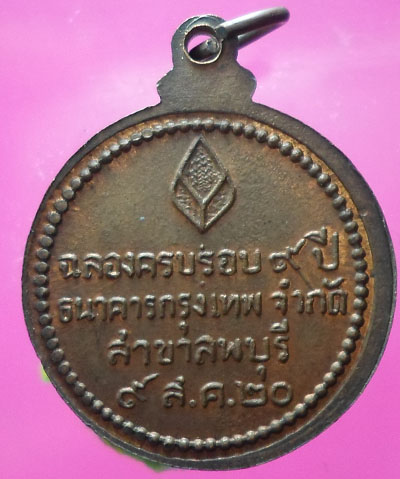 ฉลองครบรอบ ๙ ปี
ธนาคารกรุงเทพ จำกัด
สาขาลพบุรี
๙ ส.ค.๒๐